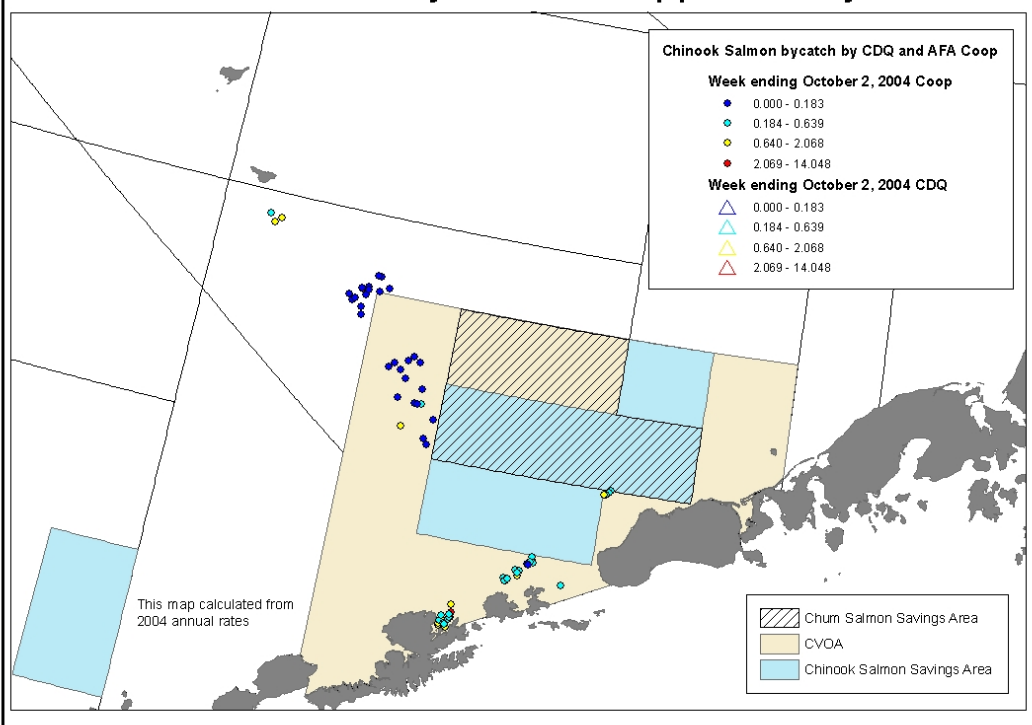 Chinook Salmon bycatch by CDQ and AFA Coop
Week ending October 2, 2004 Coop
0.000 - 0.183
0.184 - 0.639
0.640 - 2.068
2.069 - 14.048
Week ending October 2, 2004 CDQ
0.000 - 0.183
0.184 - 0.639
0.640 - 2.068
2.069 - 14.048
This map calculated from
2004 annual rates
Chum Salmon Savings Area
CVOA
Chinook Salmon Savings Area